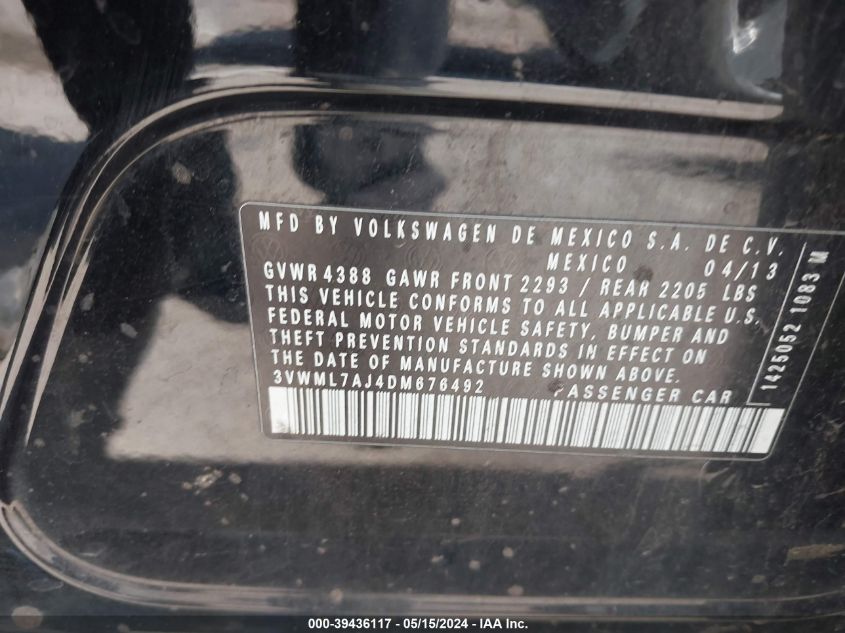 MFD BY VOLKSWAGEN DE MEXICO S.A. DE C.V.
MEXICO 04/13
GVWR 4388 GAWR FRONT 2293 / REAR 2205 LBS
THIS VEHICLE CONFORMS TO ALL APPLICABLE U.S.
FEDERAL MOTOR VEHICLE SAFETY, BUMPER AND
THEFT PREVENTION STANDARDS IN EFFECT ON
THE DATE OF MANUFACTURE SHOWN ABOVE.
3VWML7AJ4DM676492 PASSENGER CAR
1425052 1083 M
000-39436117 - 05/15/2024 - IAA Inc.